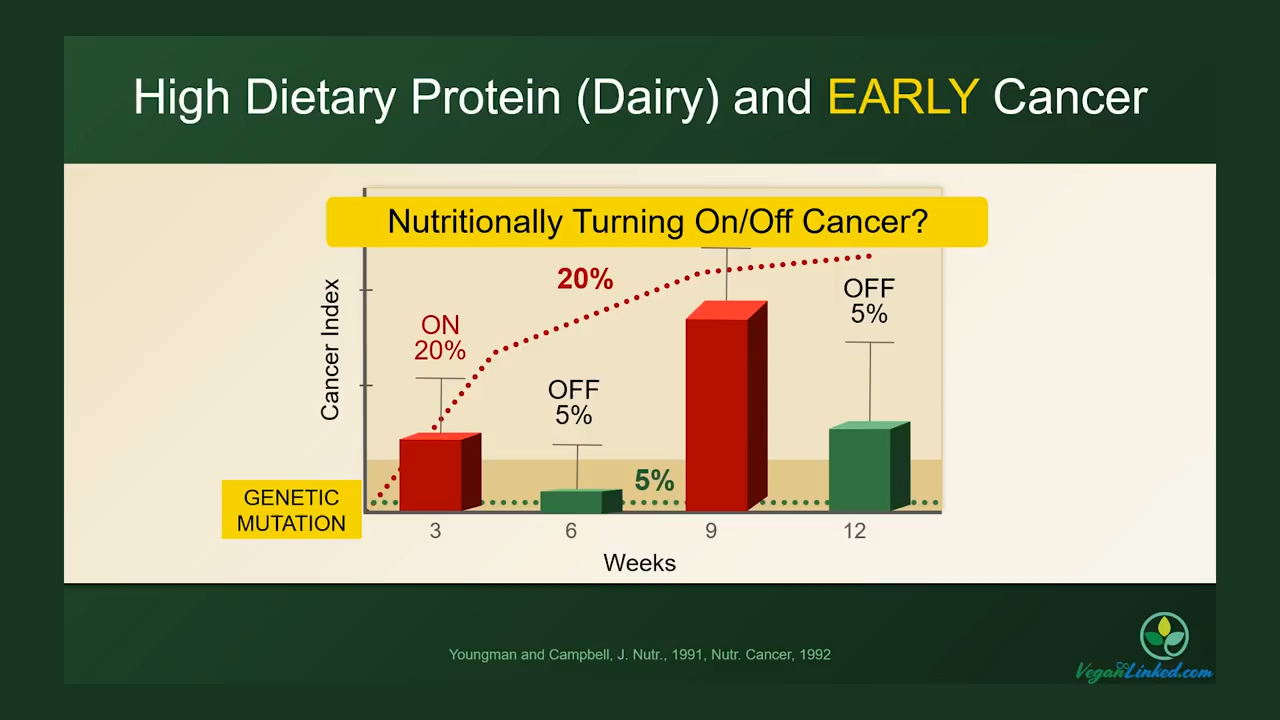 High Dietary Protein (Dairy) and EARLY Cancer
Nutritionally Turning On/Off Cancer?
20%
OFF
5%
ON
20%
OFF
5%
5%
Cancer Index
GENETIC
MUTATION
3 6 9 12
Weeks
Youngman and Campbell, J. Nutr., 1991, Nutr. Cancer, 1992
VeganLinked.com